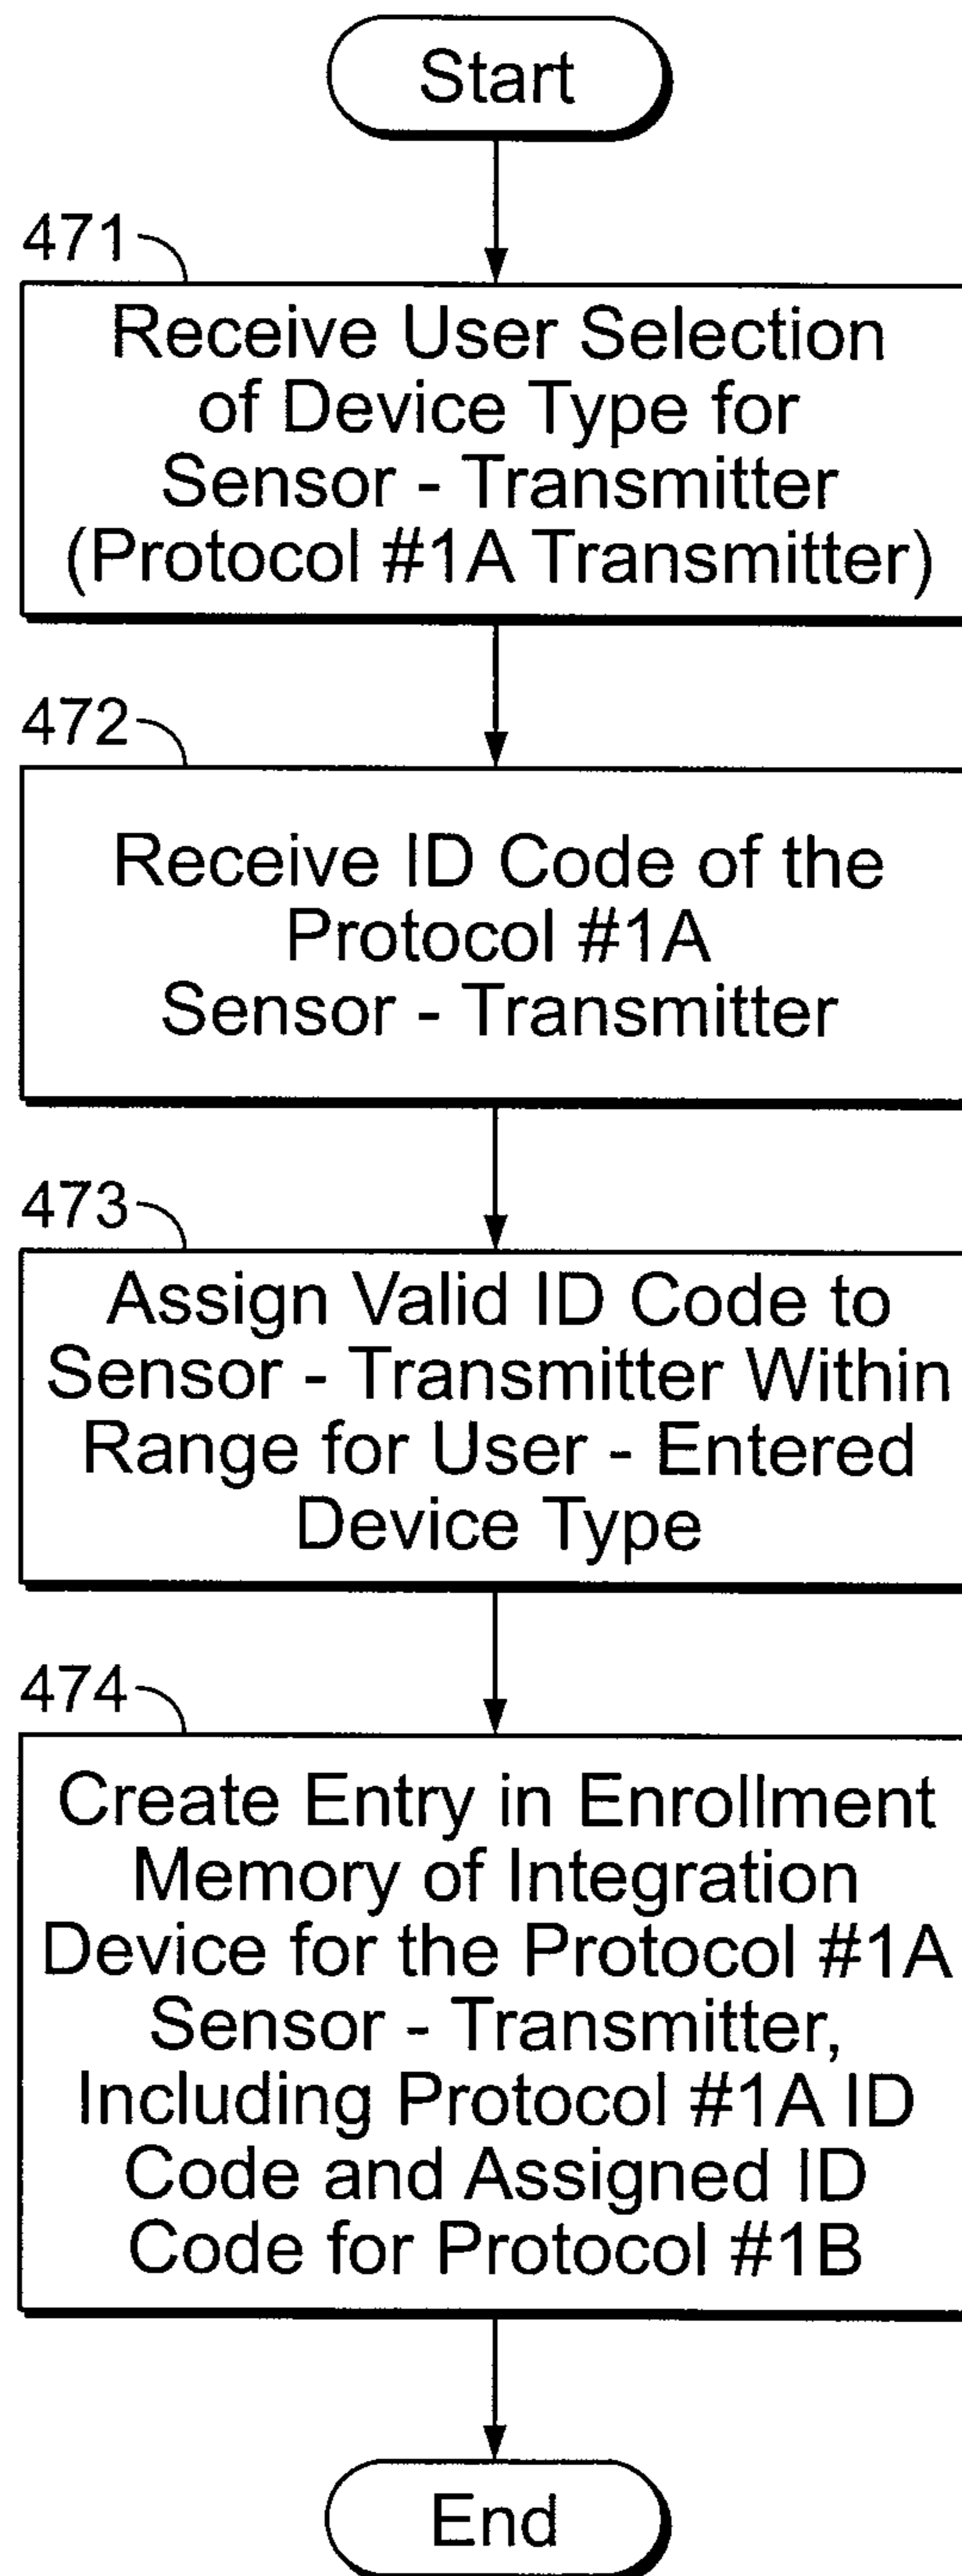 Start
471
Receive User Selection
of Device Type for
Sensor - Transmitter
(Protocol #1A Transmitter)
472
Receive ID Code of the
Protocol #1A
Sensor - Transmitter
473
Assign Valid ID Code to
Sensor - Transmitter Within
Range for User - Entered
Device Type
474
Create Entry in Enrollment
Memory of Integration
Device for the Protocol #1A
Sensor - Transmitter,
Including Protocol #1A ID
Code and Assigned ID
Code for Protocol #1B
End